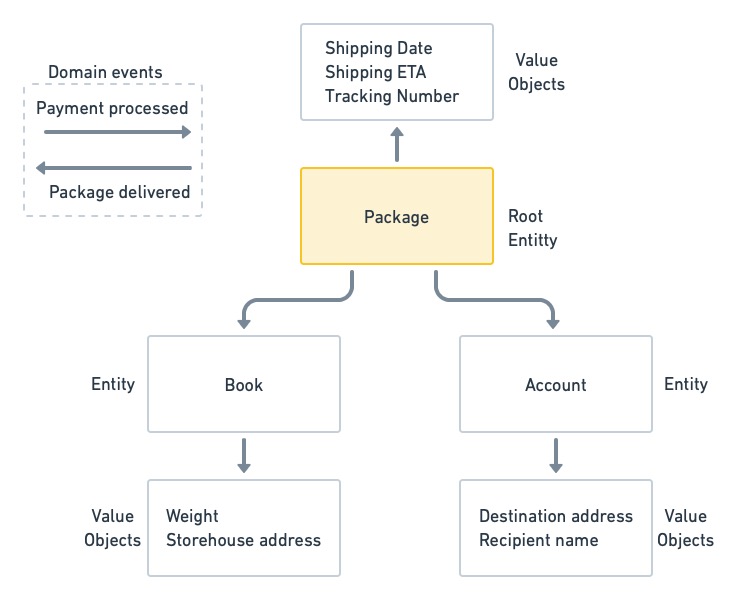 Shipping Date
Shipping ETA
Tracking Number
Value
Objects
Domain events
Payment processed
Package delivered
Package
Root
Entitty
Entity
Book
Account
Entity
Value
Objects
Weight
Storehouse address
Destination address
Recipient name
Value
Objects